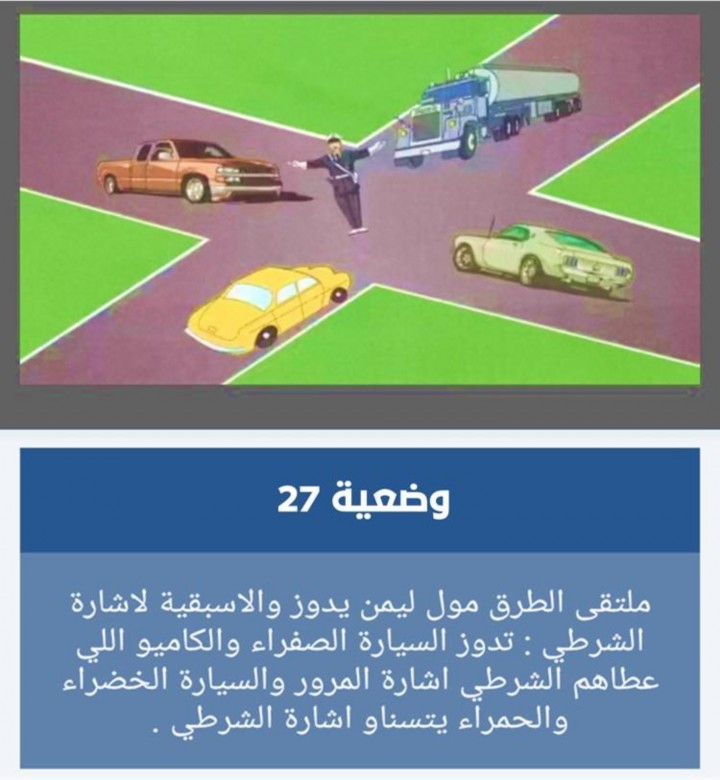 وضعية 27
ملتقى الطرق مول ليمن يدوز والاسبقية لاشارة
الشرطي : تدوز السيارة الصفراء والكاميو اللي
عطاهم الشرطي اشارة المرور والسيارة الخضراء
والحمراء يتسناو اشارة الشرطي .